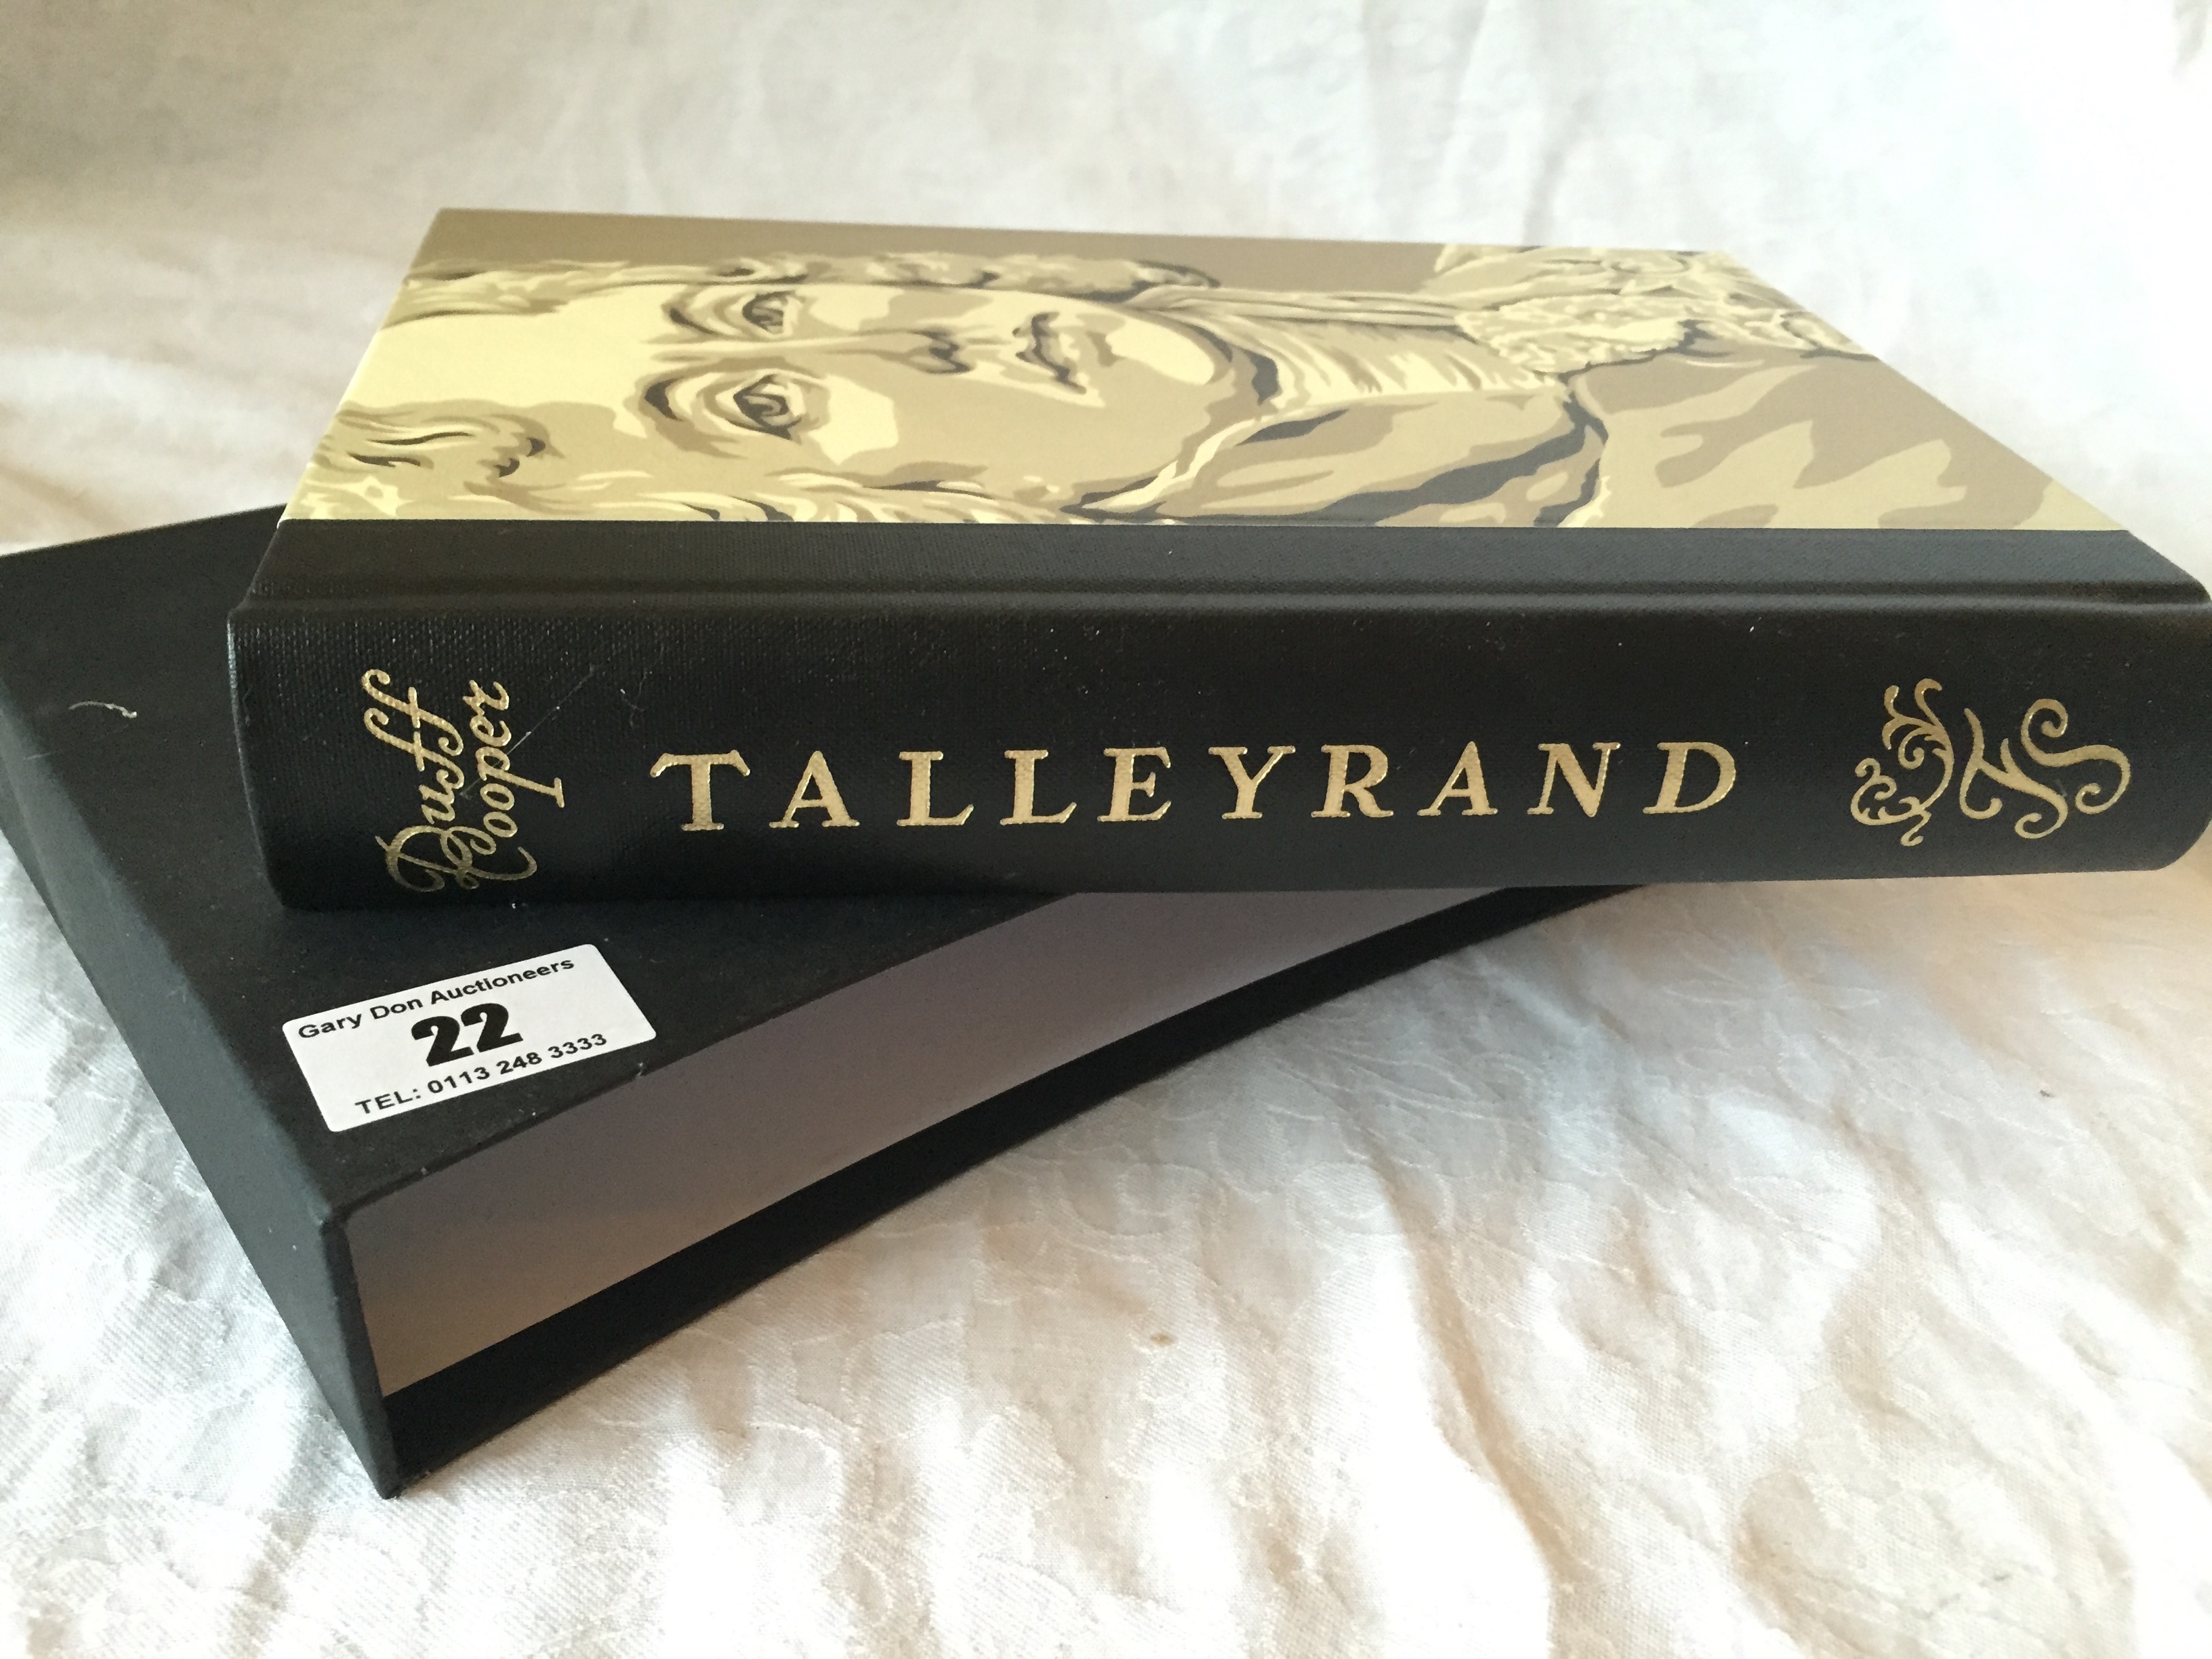 Duff
Cooper
TALLEYRAND
Gary Don Auctioneers
22
TEL: 0113 248 3333